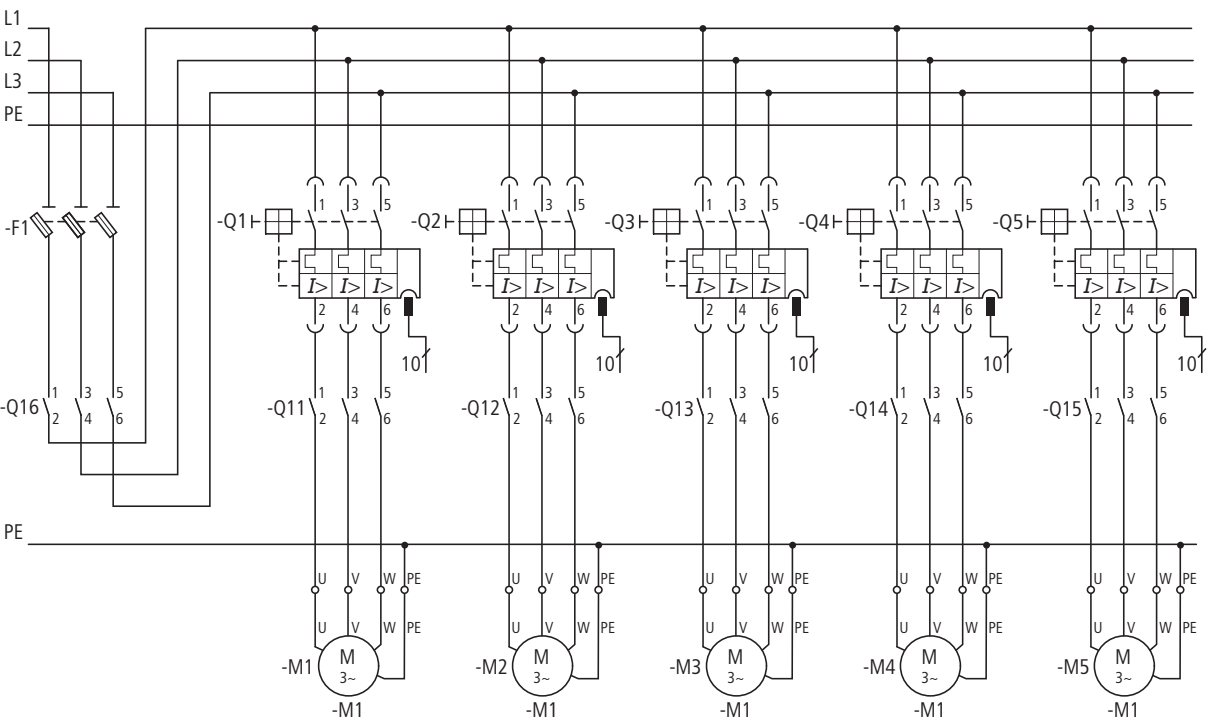 L1
L2
L3
PE
-F1
-Q1 1 3 5
-Q2 1 3 5
-Q3 1 3 5
-Q4 1 3 5
-Q5 1 3 5
I> I> I>
I> I> I>
I> I> I>
I> I> I>
I> I> I>
2 4 6
2 4 6
2 4 6
2 4 6
2 4 6
10
10
10
10
10
-Q16 1 3 5
2 4 6
-Q11 1 3 5
2 4 6
-Q12 1 3 5
2 4 6
-Q13 1 3 5
2 4 6
-Q14 1 3 5
2 4 6
-Q15 1 3 5
2 4 6
PE
U V W PE
U V W PE
U V W PE
U V W PE
U V W PE
U V W PE
U V W PE
U V W PE
U V W PE
U V W PE
-M1 M 3~
-M2 M 3~
-M3 M 3~
-M4 M 3~
-M5 M 3~
-M1
-M1
-M1
-M1
-M1